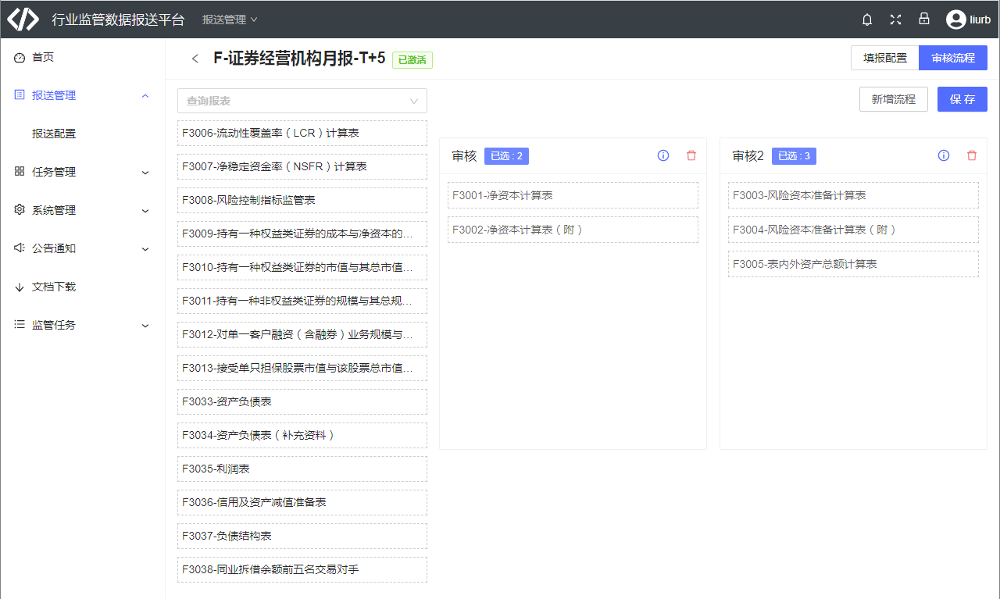 行业监管数据报送平台
报送管理
liurb
首页
报送管理
报送配置
任务管理
系统管理
公告通知
文档下载
监管任务
F-证券经营机构月报-T+5
已激活
填报配置
审核流程
查询报表
新增流程
保 存
F3006-流动性覆盖率（LCR）计算表
F3007-净稳定资金率（NSFR）计算表
F3008-风险控制指标监管表
F3009-持有一种权益类证券的成本与净资本的...
F3010-持有一种权益类证券的市值与其总市值...
F3011-持有一种非权益类证券的规模与其总规...
F3012-对单一客户融资（含融券）业务规模与...
F3013-接受单只担保股票市值与该股票总市值...
F3033-资产负债表
F3034-资产负债表（补充资料）
F3035-利润表
F3036-信用及资产减值准备表
F3037-负债结构表
F3038-同业拆借余额前五名交易对手
审核
已选 : 2
F3001-净资本计算表
F3002-净资本计算表（附）
审核2
已选 : 3
F3003-风险资本准备计算表
F3004-风险资本准备计算表（附）
F3005-表内外资产总额计算表